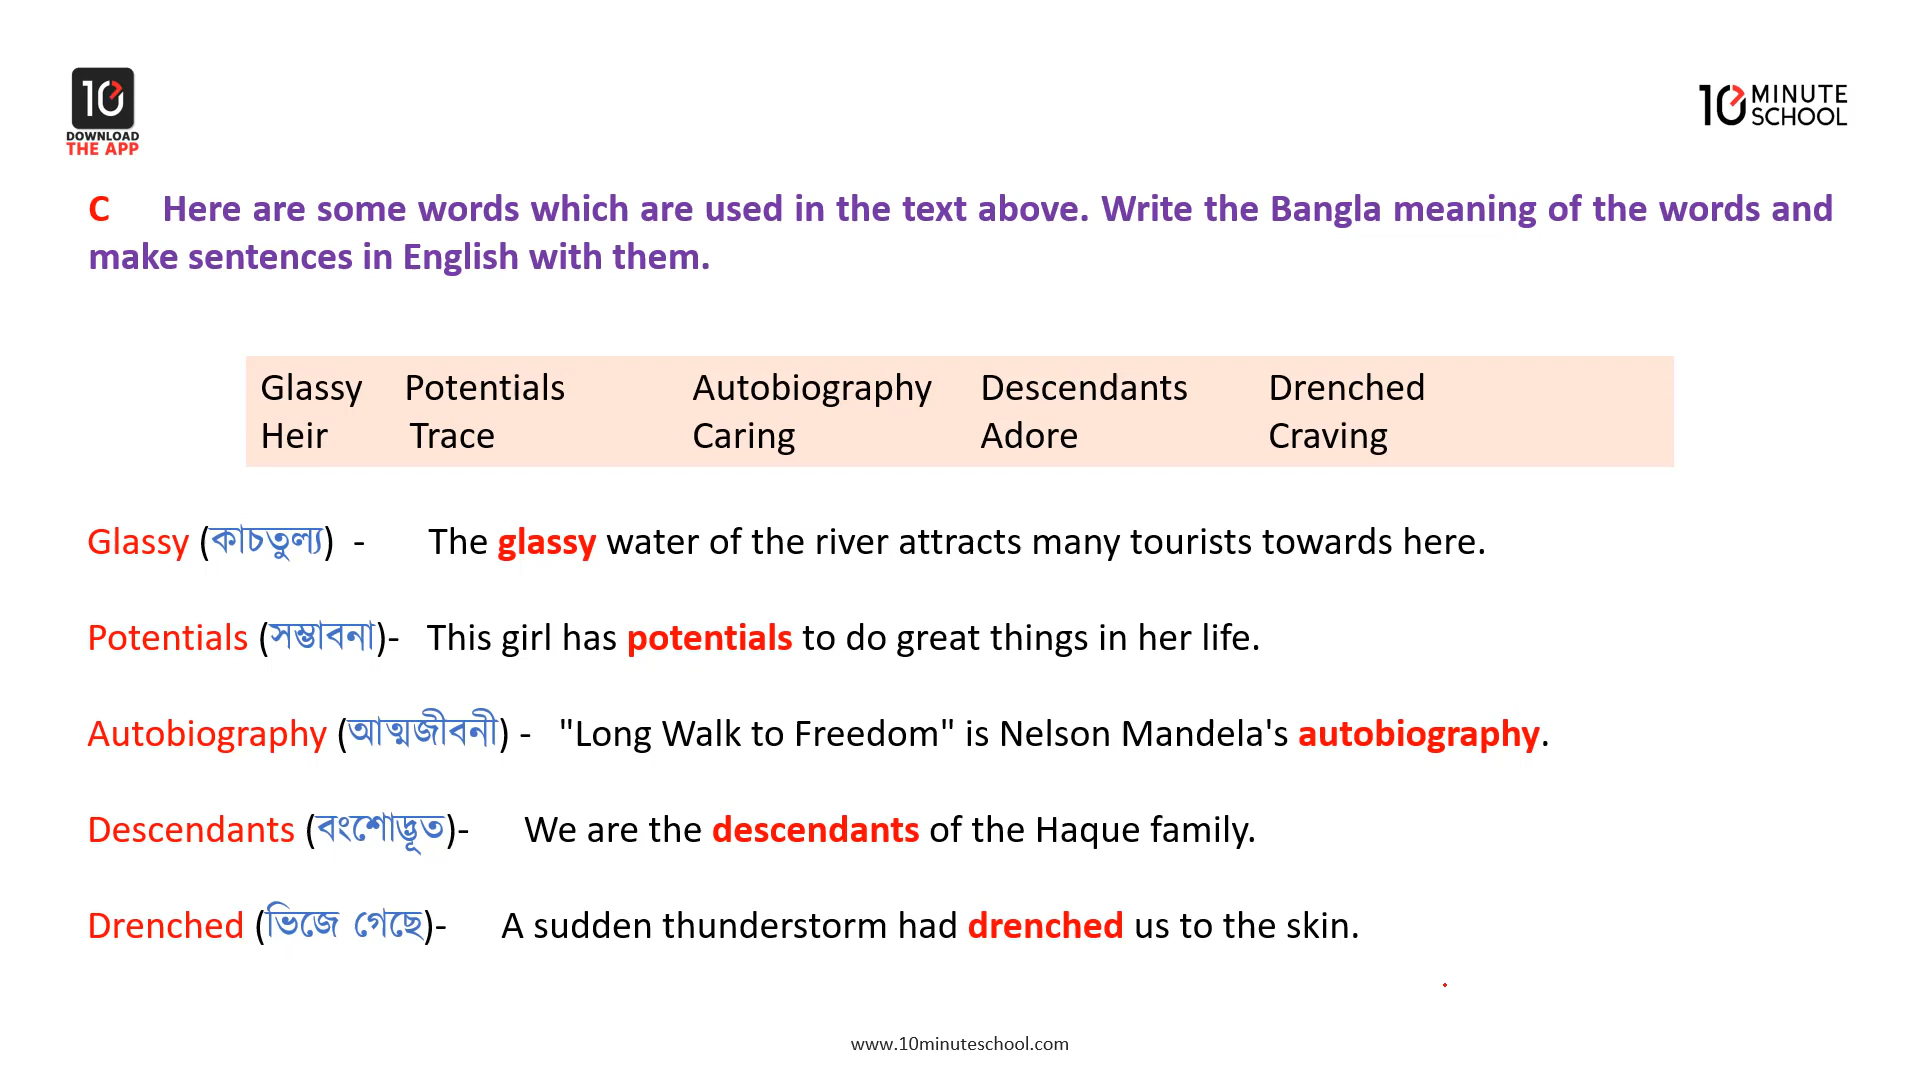 10
DOWNLOAD
THE APP
10 MINUTE
SCHOOL
C Here are some words which are used in the text above. Write the Bangla meaning of the words and
make sentences in English with them.
Glassy Potentials Autobiography Descendants Drenched
Heir Trace Caring Adore Craving
Glassy (কাচতুল্য) - The glassy water of the river attracts many tourists towards here.
Potentials (সম্ভাবনা)- This girl has potentials to do great things in her life.
Autobiography (আত্মজীবনী) - "Long Walk to Freedom" is Nelson Mandela's autobiography.
Descendants (বংশোদ্ভূত)- We are the descendants of the Haque family.
Drenched (ভিজে গেছে)- A sudden thunderstorm had drenched us to the skin.
www.10minuteschool.com